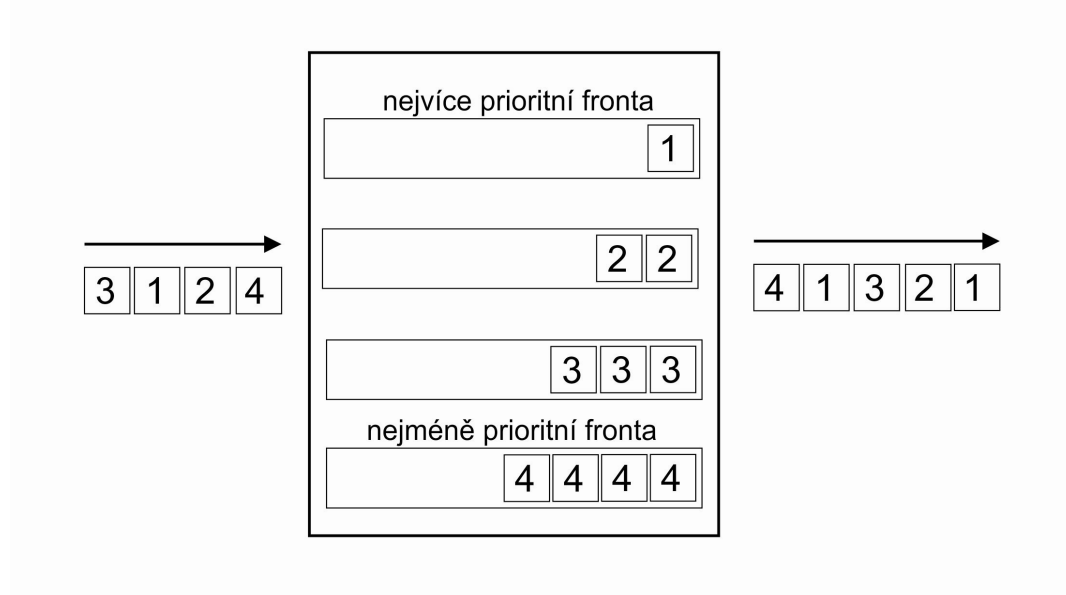 nejvíce prioritní fronta
1
2 2
3 1 2 4
4 1 3 2 1
3 3 3
nejméně prioritní fronta
4 4 4 4